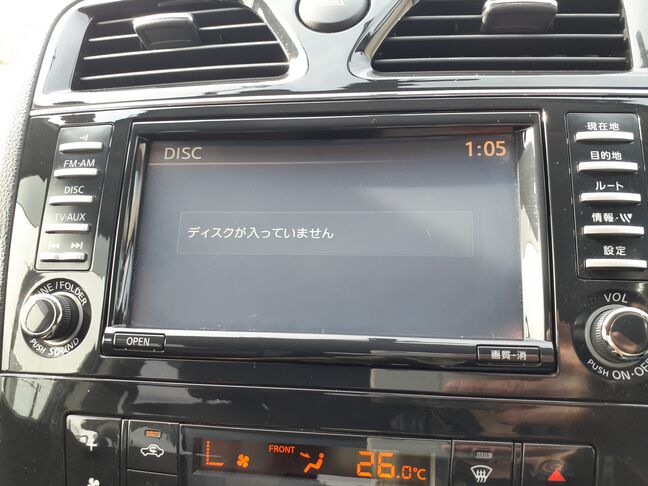 DISC 1:05
ディスクが入っていません
FM·AM
DISC
TV·AUX
TUNE/FOLDER
PUSH SOUND
OPEN
画質·消
現在地
目的地
ルート
情報·
設定
VOL
PUSH ON·OFF
FRONT
26.0℃